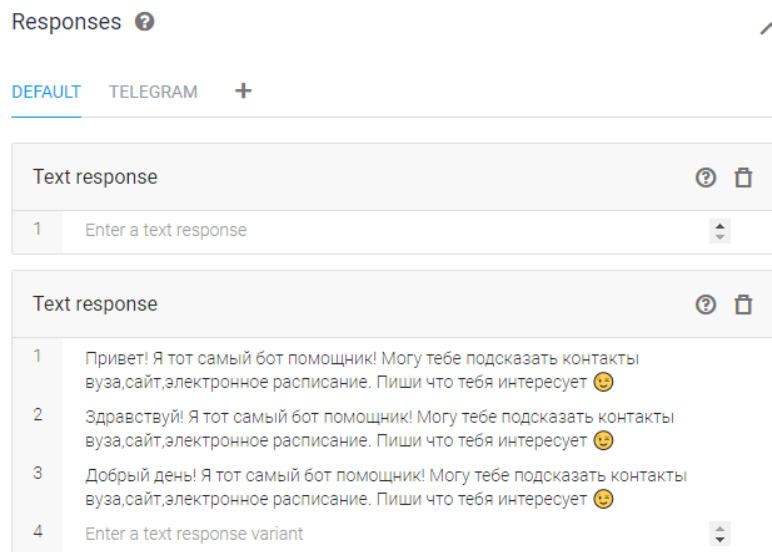 Responses
DEFAULT TELEGRAM +
Text response
1 Enter a text response
Text response
1 Привет! Я тот самый бот помощник! Могу тебе подсказать контакты
вуза,сайт,электронное расписание. Пиши что тебя интересует 😉
2 Здравствуй! Я тот самый бот помощник! Могу тебе подсказать контакты
вуза,сайт,электронное расписание. Пиши что тебя интересует 😉
3 Добрый день! Я тот самый бот помощник! Могу тебе подсказать контакты
вуза,сайт,электронное расписание. Пиши что тебя интересует 😉
4 Enter a text response variant